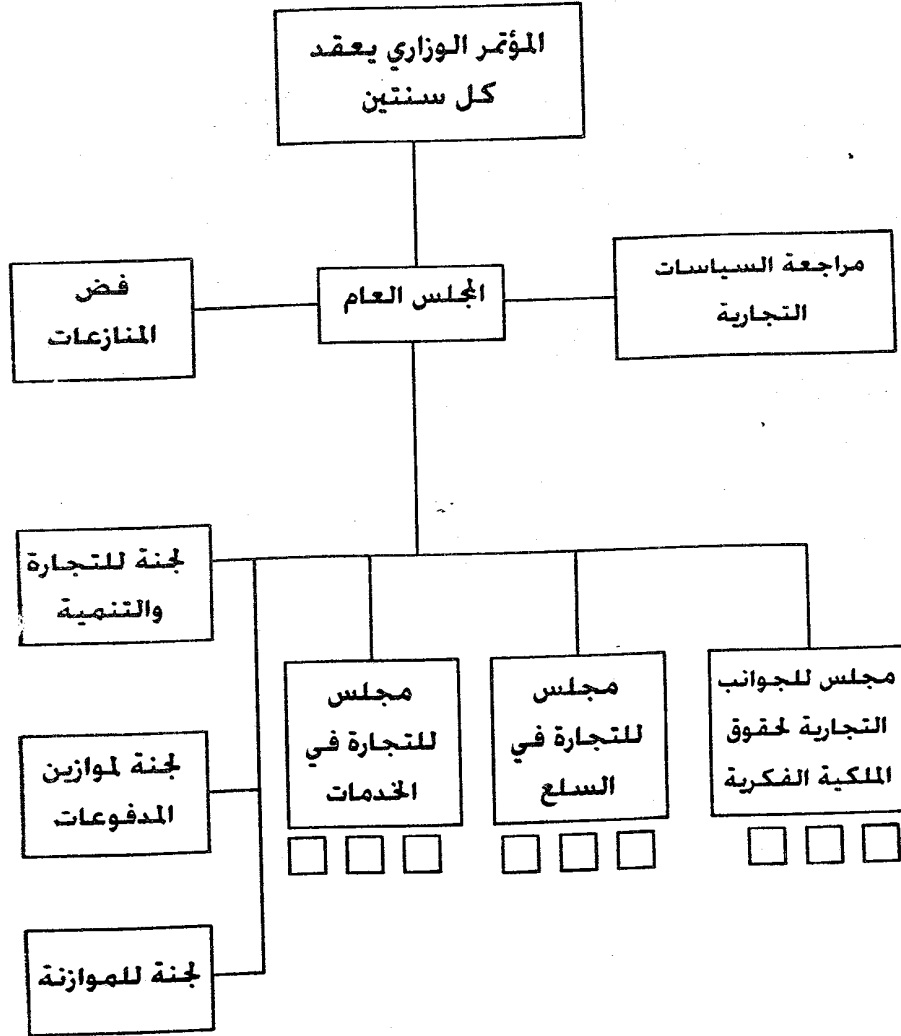 المؤتمر الوزاري يعقد
كل سنتين
مراجعة السياسات
التجارية
المجلس العام
فض
المنازعات
لجنة للتجارة
والتنمية
مجلس للجوانب
التجارية لحقوق
الملكية الفكرية
مجلس
للتجارة في
السلع
مجلس
للتجارة في
الخدمات
لجنة لموازين
المدفوعات
لجنة للموازنة